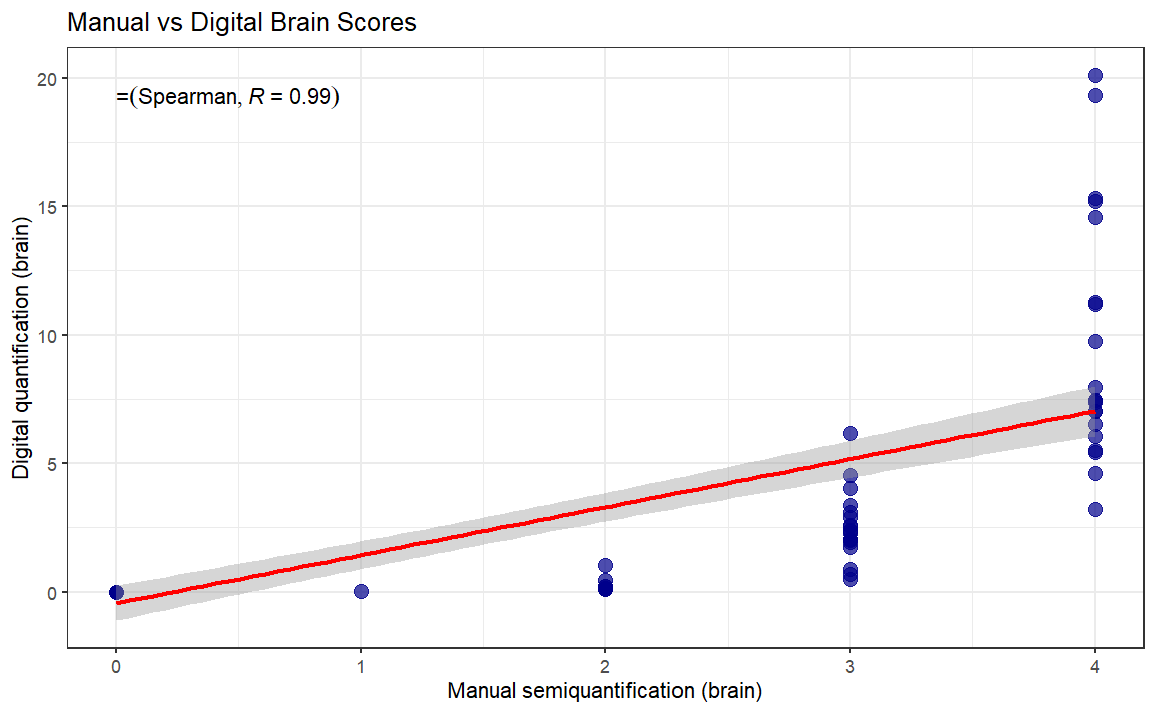 Manual vs Digital Brain Scores
=(Spearman, R = 0.99)
20
15
10
5
0
Digital quantification (brain)
0 1 2 3 4
Manual semiquantification (brain)